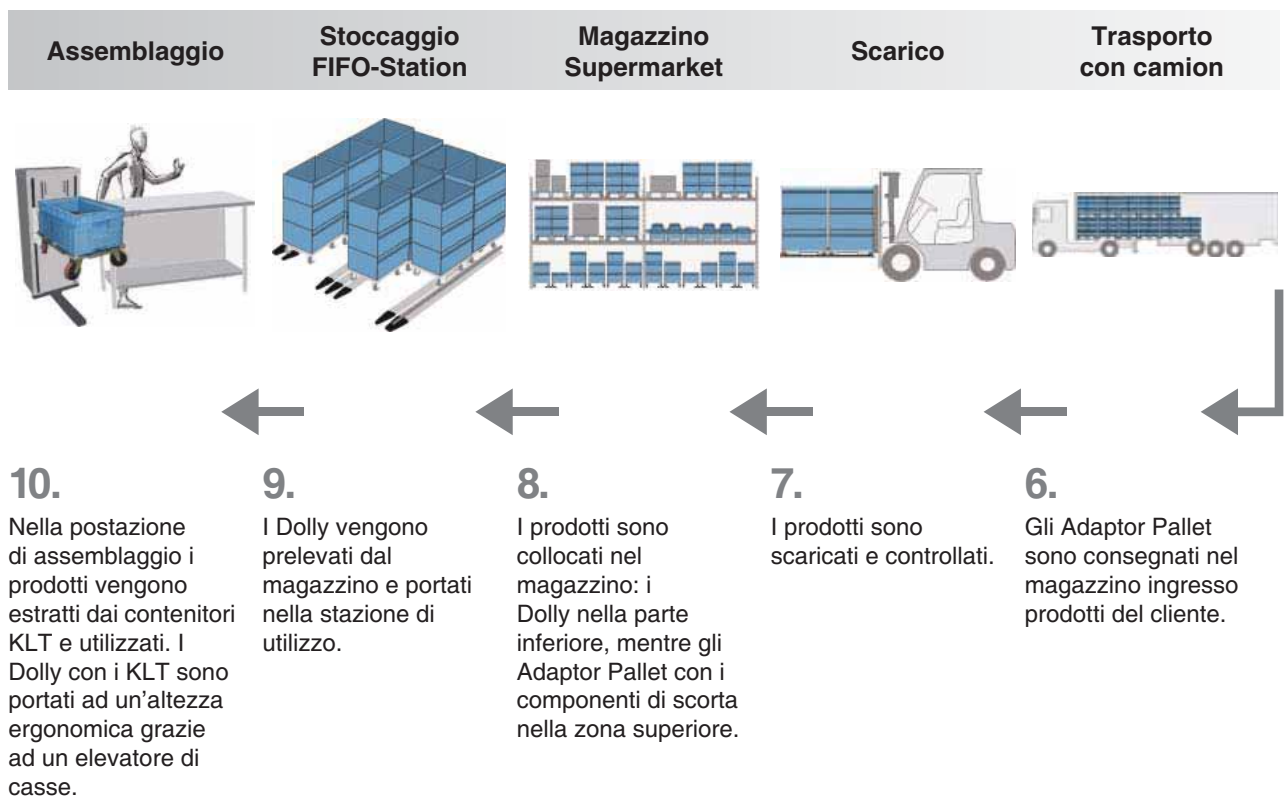 Assemblaggio
Stoccaggio
FIFO-Station
Magazzino
Supermarket
Scarico
Trasporto
con camion
10.
Nella postazione
di assemblaggio i
prodotti vengono
estratti dai contenitori
KLT e utilizzati. I
Dolly con i KLT sono
portati ad un'altezza
ergonomica grazie
ad un elevatore di
casse.
9.
I Dolly vengono
prelevati dal
magazzino e portati
nella stazione di
utilizzo.
8.
I prodotti sono
collocati nel
magazzino: i
Dolly nella parte
inferiore, mentre gli
Adaptor Pallet con i
componenti di scorta
nella zona superiore.
7.
I prodotti sono
scaricati e controllati.
6.
Gli Adaptor Pallet
sono consegnati nel
magazzino ingresso
prodotti del cliente.